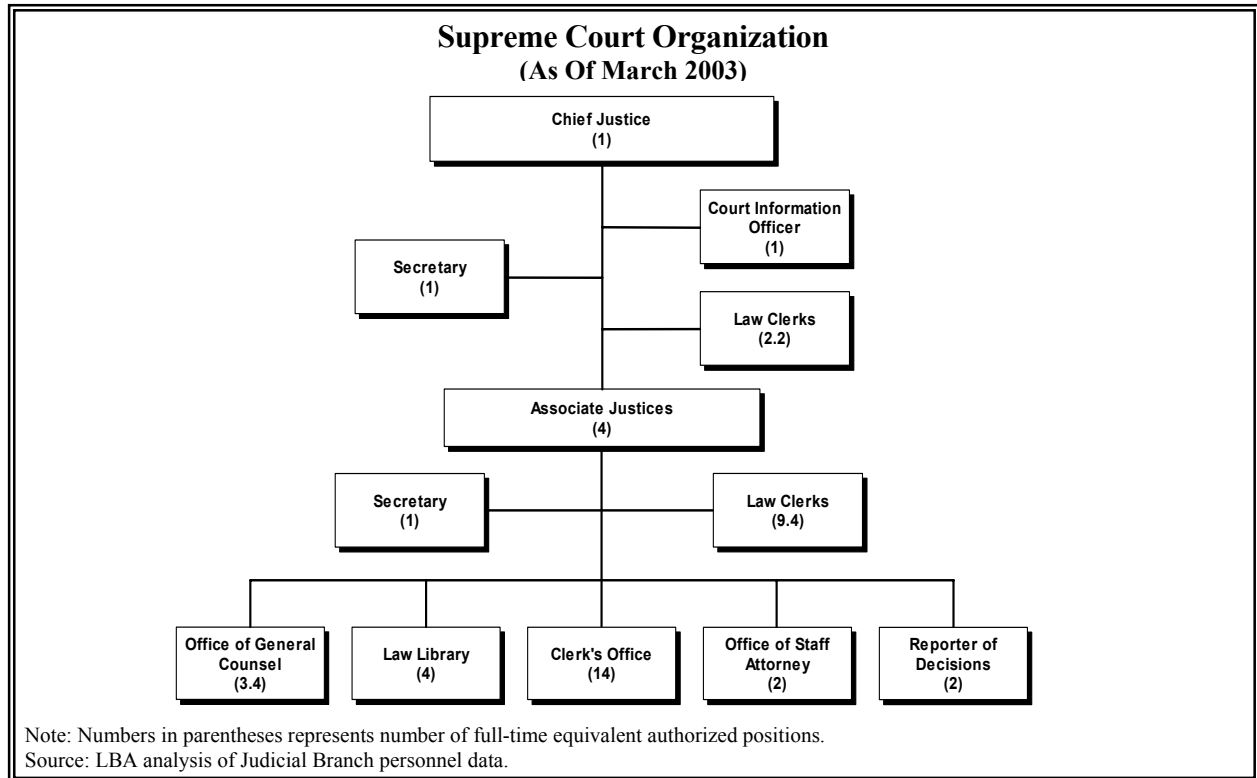 Supreme Court Organization
(As Of March 2003)
Chief Justice
(1)
Court Information
Officer
(1)
Secretary
(1)
Law Clerks
(2.2)
Associate Justices
(4)
Secretary
(1)
Law Clerks
(9.4)
Office of General
Counsel
(3.4)
Law Library
(4)
Clerk's Office
(14)
Office of Staff
Attorney
(2)
Reporter of
Decisions
(2)
Note: Numbers in parentheses represents number of full-time equivalent authorized positions.
Source: LBA analysis of Judicial Branch personnel data.